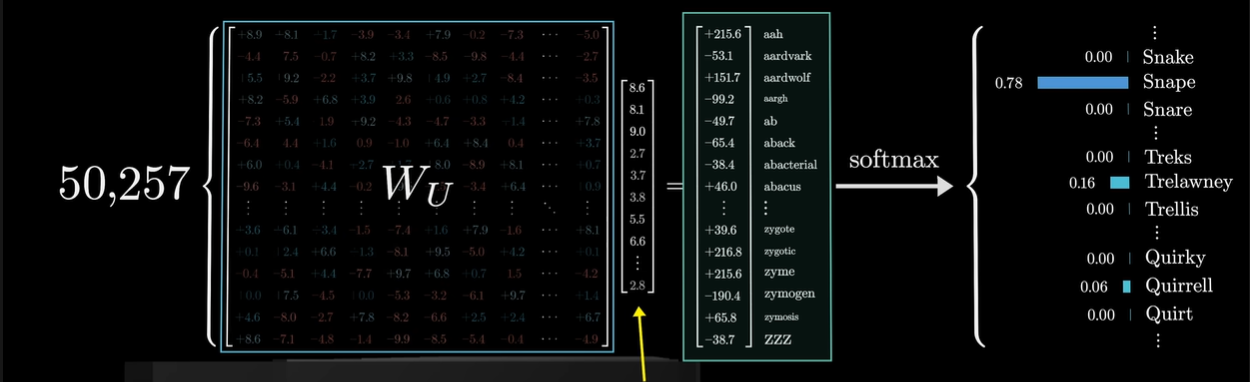 50,257
+8.9 +8.1 −1.7 −3.9 −3.4 +7.9 −0.2 −7.3 ⋯ −5.0
−4.4 7.5 −0.7 +8.2 +3.3 −8.5 −9.8 −4.4 ⋯ −2.7
+5.5 +9.2 −2.2 +3.7 +9.8 +4.9 +2.7 −8.4 ⋯ −3.5
+8.2 −5.9 +6.8 +3.9 2.6 +0.6 +0.8 +4.2 ⋯ +0.3
−7.3 +5.4 1.9 +9.2 −4.3 −4.7 −3.3 +1.4 ⋯ +7.8
−6.4 4.4 +1.6 0.9 −1.0 +6.4 +8.4 0.4 ⋯ +3.7
+6.0 +0.4 −4.1 +2.7 8.0 −8.9 +8.1 ⋯ +0.7
−9.6 −3.1 +4.4 −0.2 −3.4 +6.4 ⋯ +0.9
W_U
⋮ ⋮ ⋮ ⋮ ⋮ ⋮ ⋮ ⋱ ⋮
+3.6 +6.1 −3.4 −1.5 −7.4 +1.6 +7.9 −1.6 ⋯ +8.1
+0.1 +2.4 +6.6 −1.3 −8.1 +9.5 −5.0 +4.2 ⋯ +0.1
−0.4 −5.1 +4.4 −7.7 +9.7 +6.8 +0.7 1.5 ⋯ −4.2
+0.0 +7.5 −4.5 +0.0 −5.3 −3.2 −6.1 +9.7 ⋯ +1.4
+4.6 −8.0 −2.7 +7.8 −8.2 −6.6 +2.5 +2.4 ⋯ +6.7
+8.6 −7.1 −4.8 −1.4 −9.9 −8.5 −5.4 −0.4 ⋯ −4.9
8.6
8.1
9.0
2.7
3.7
3.8
5.5
6.6
⋮
2.8
=
+215.6 aah
−53.1 aardvark
+151.7 aardwolf
−99.2 aargh
−49.7 ab
−65.4 aback
−38.4 abacterial
+46.0 abacus
⋮ ⋮
+39.6 zygote
+216.8 zygotic
+215.6 zyme
−190.4 zymogen
+65.8 zymosis
−38.7 ZZZ
softmax
⋮
0.00 Snake
0.78 Snape
0.00 Snare
⋮
0.00 Treks
0.16 Trelawney
0.00 Trellis
⋮
0.00 Quirky
0.06 Quirrell
0.00 Quirt
⋮